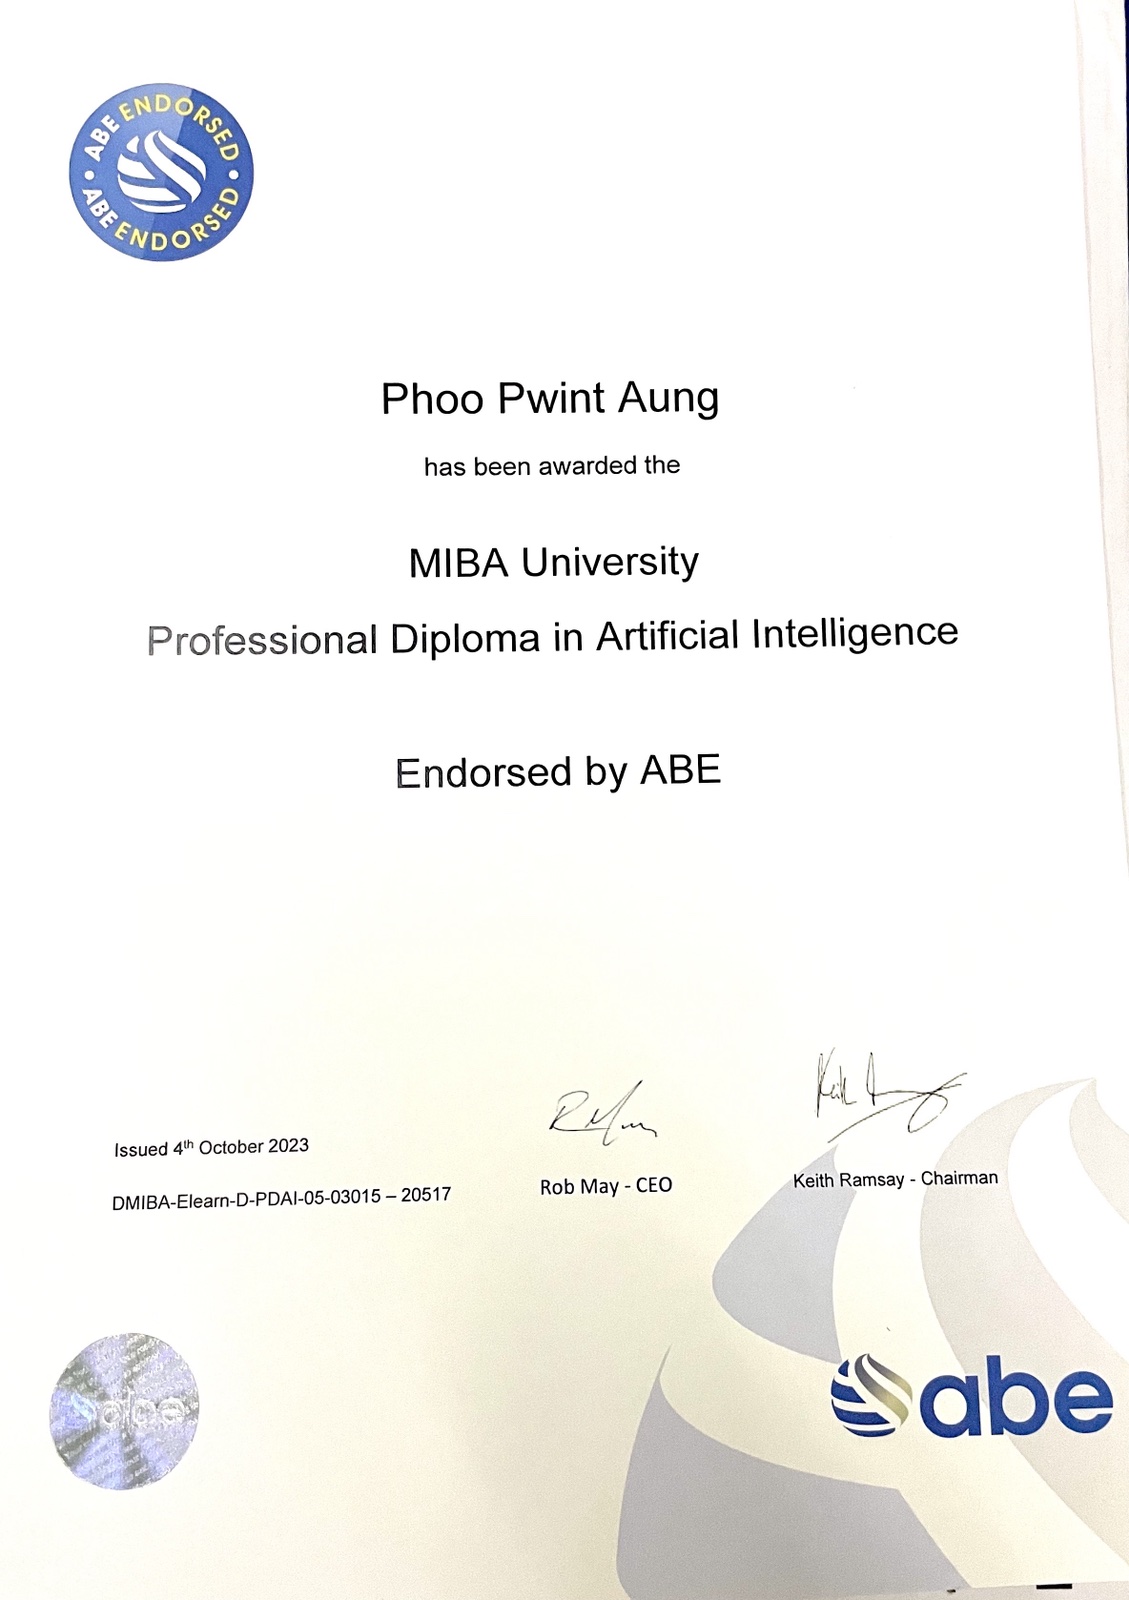 ABE ENDORSED
ABE ENDORSED
Phoo Pwint Aung
has been awarded the
MIBA University
Professional Diploma in Artificial Intelligence
Endorsed by ABE
Issued 4th October 2023
DMIBA-Elearn-D-PDAI-05-03015 – 20517
Rob May - CEO
Keith Ramsay - Chairman
abe
abe